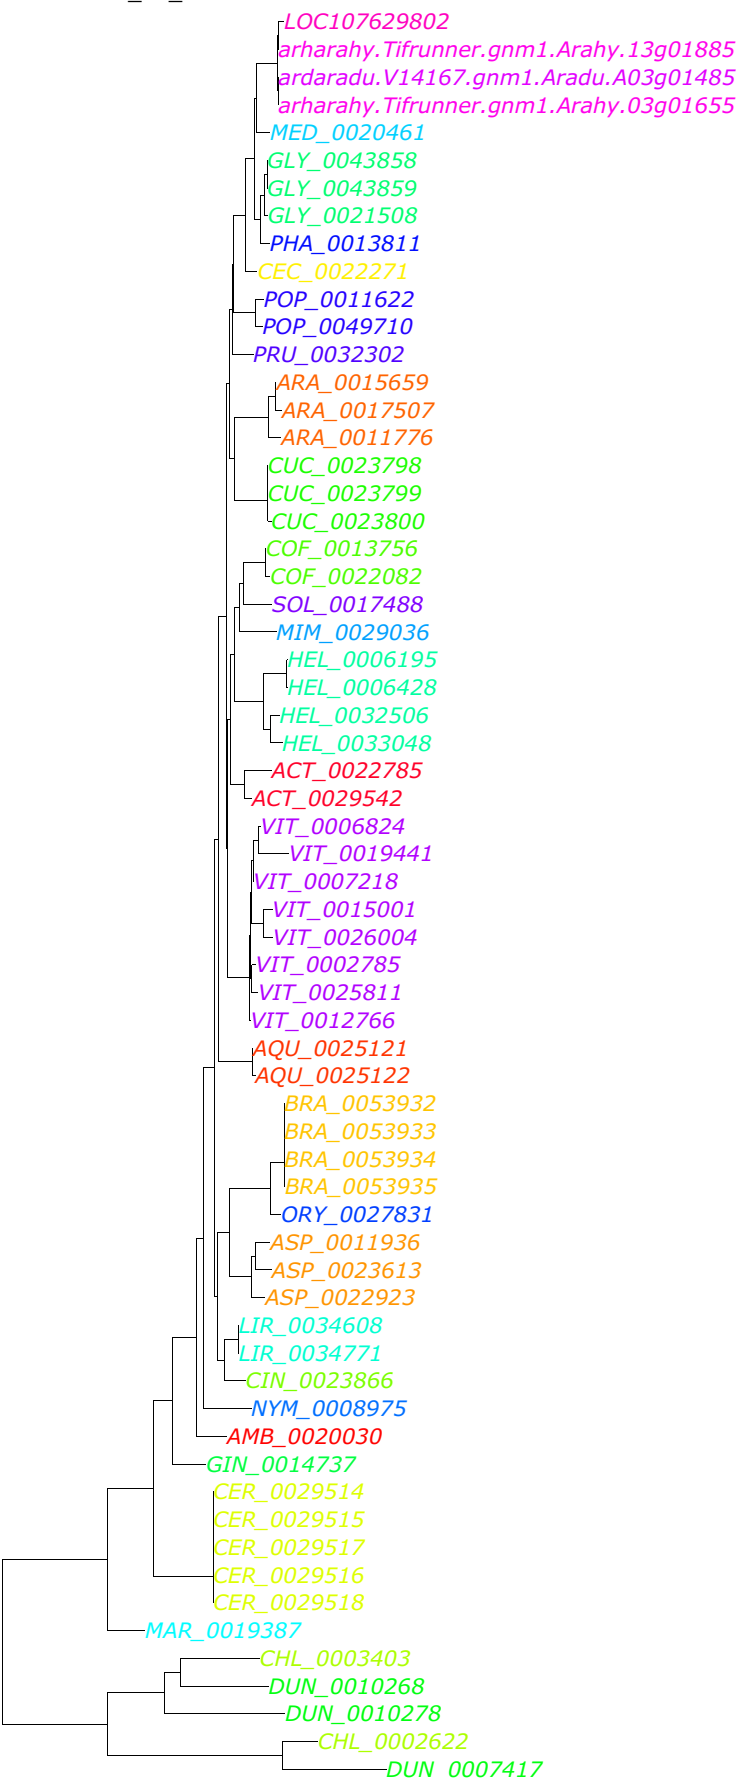 LOC107629802
arharahy.Tifrunner.gnm1.Arahy.13g01885
ardaradu.V14167.gnm1.Aradu.A03g01485
arharahy.Tifrunner.gnm1.Arahy.03g01655
MED_0020461
GLY_0043858
GLY_0043859
GLY_0021508
PHA_0013811
CEC_0022271
POP_0011622
POP_0049710
PRU_0032302
ARA_0015659
ARA_0017507
ARA_0011776
CUC_0023798
CUC_0023799
CUC_0023800
COF_0013756
COF_0022082
SOL_0017488
MIM_0029036
HEL_0006195
HEL_0006428
HEL_0032506
HEL_0033048
ACT_0022785
ACT_0029542
VIT_0006824
VIT_0019441
VIT_0007218
VIT_0015001
VIT_0026004
VIT_0002785
VIT_0025811
VIT_0012766
AQU_0025121
AQU_0025122
BRA_0053932
BRA_0053933
BRA_0053934
BRA_0053935
ORY_0027831
ASP_0011936
ASP_0023613
ASP_0022923
LIR_0034608
LIR_0034771
CIN_0023866
NYM_0008975
AMB_0020030
GIN_0014737
CER_0029514
CER_0029515
CER_0029517
CER_0029516
CER_0029518
MAR_0019387
CHL_0003403
DUN_0010268
DUN_0010278
CHL_0002622
DUN_0007417